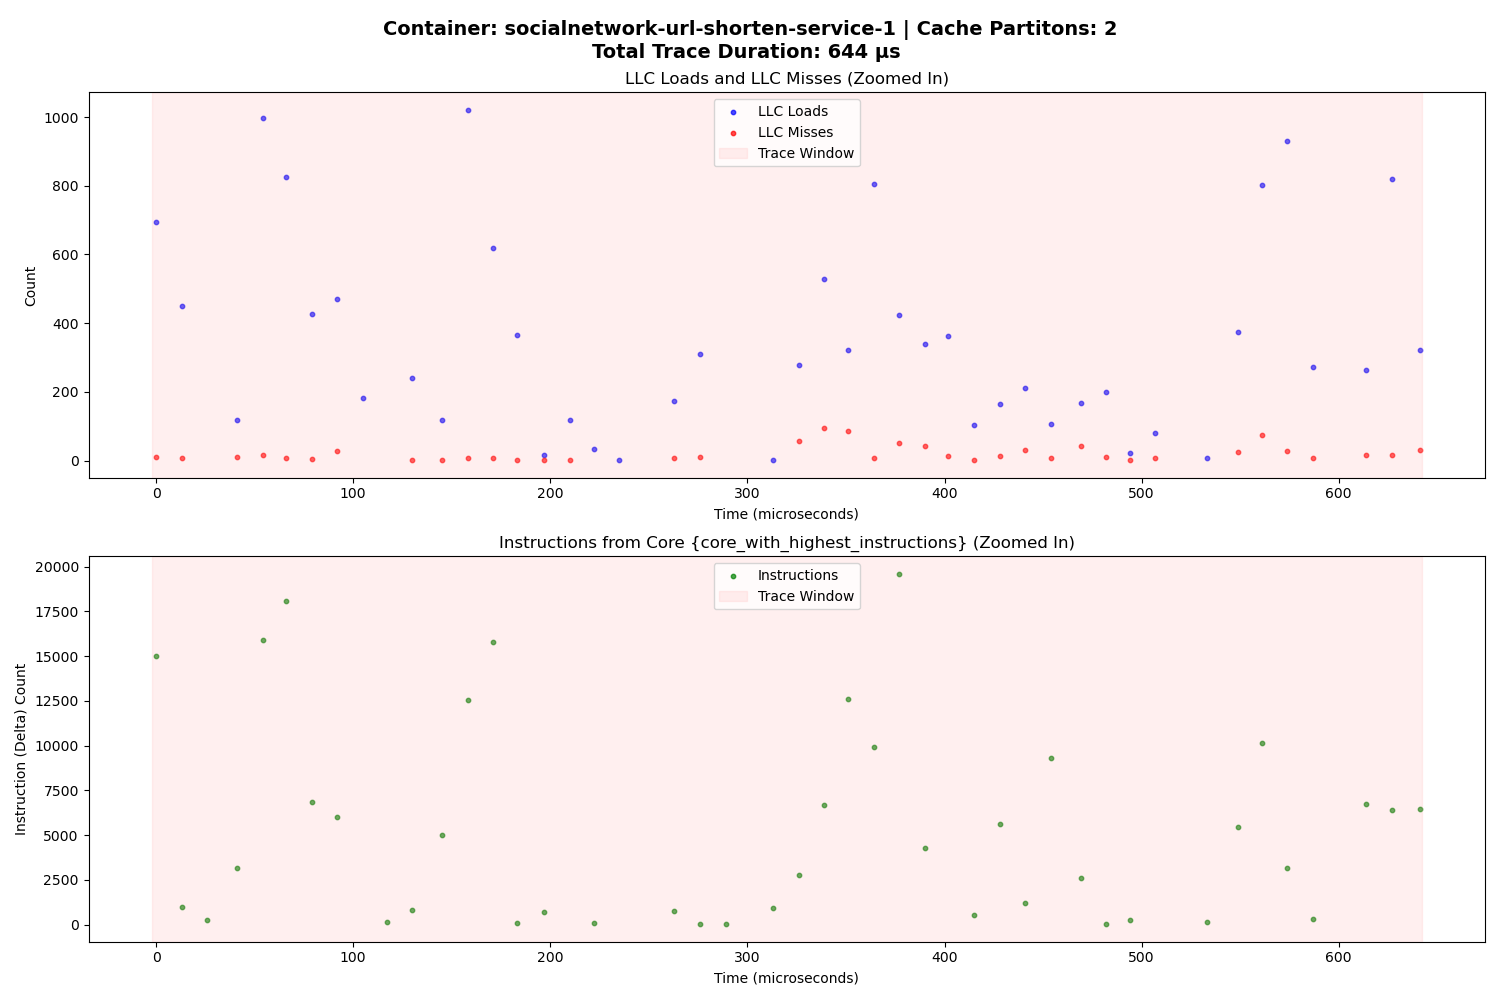 Container: socialnetwork-url-shorten-service-1 | Cache Partitons: 2
Total Trace Duration: 644 µs
LLC Loads and LLC Misses (Zoomed In)
LLC Loads
LLC Misses
Trace Window
1000
800
600
400
200
0
Count
0 100 200 300 400 500 600
Time (microseconds)
Instructions from Core {core_with_highest_instructions} (Zoomed In)
Instructions
Trace Window
20000
17500
15000
12500
10000
7500
5000
2500
0
Instruction (Delta) Count
0 100 200 300 400 500 600
Time (microseconds)